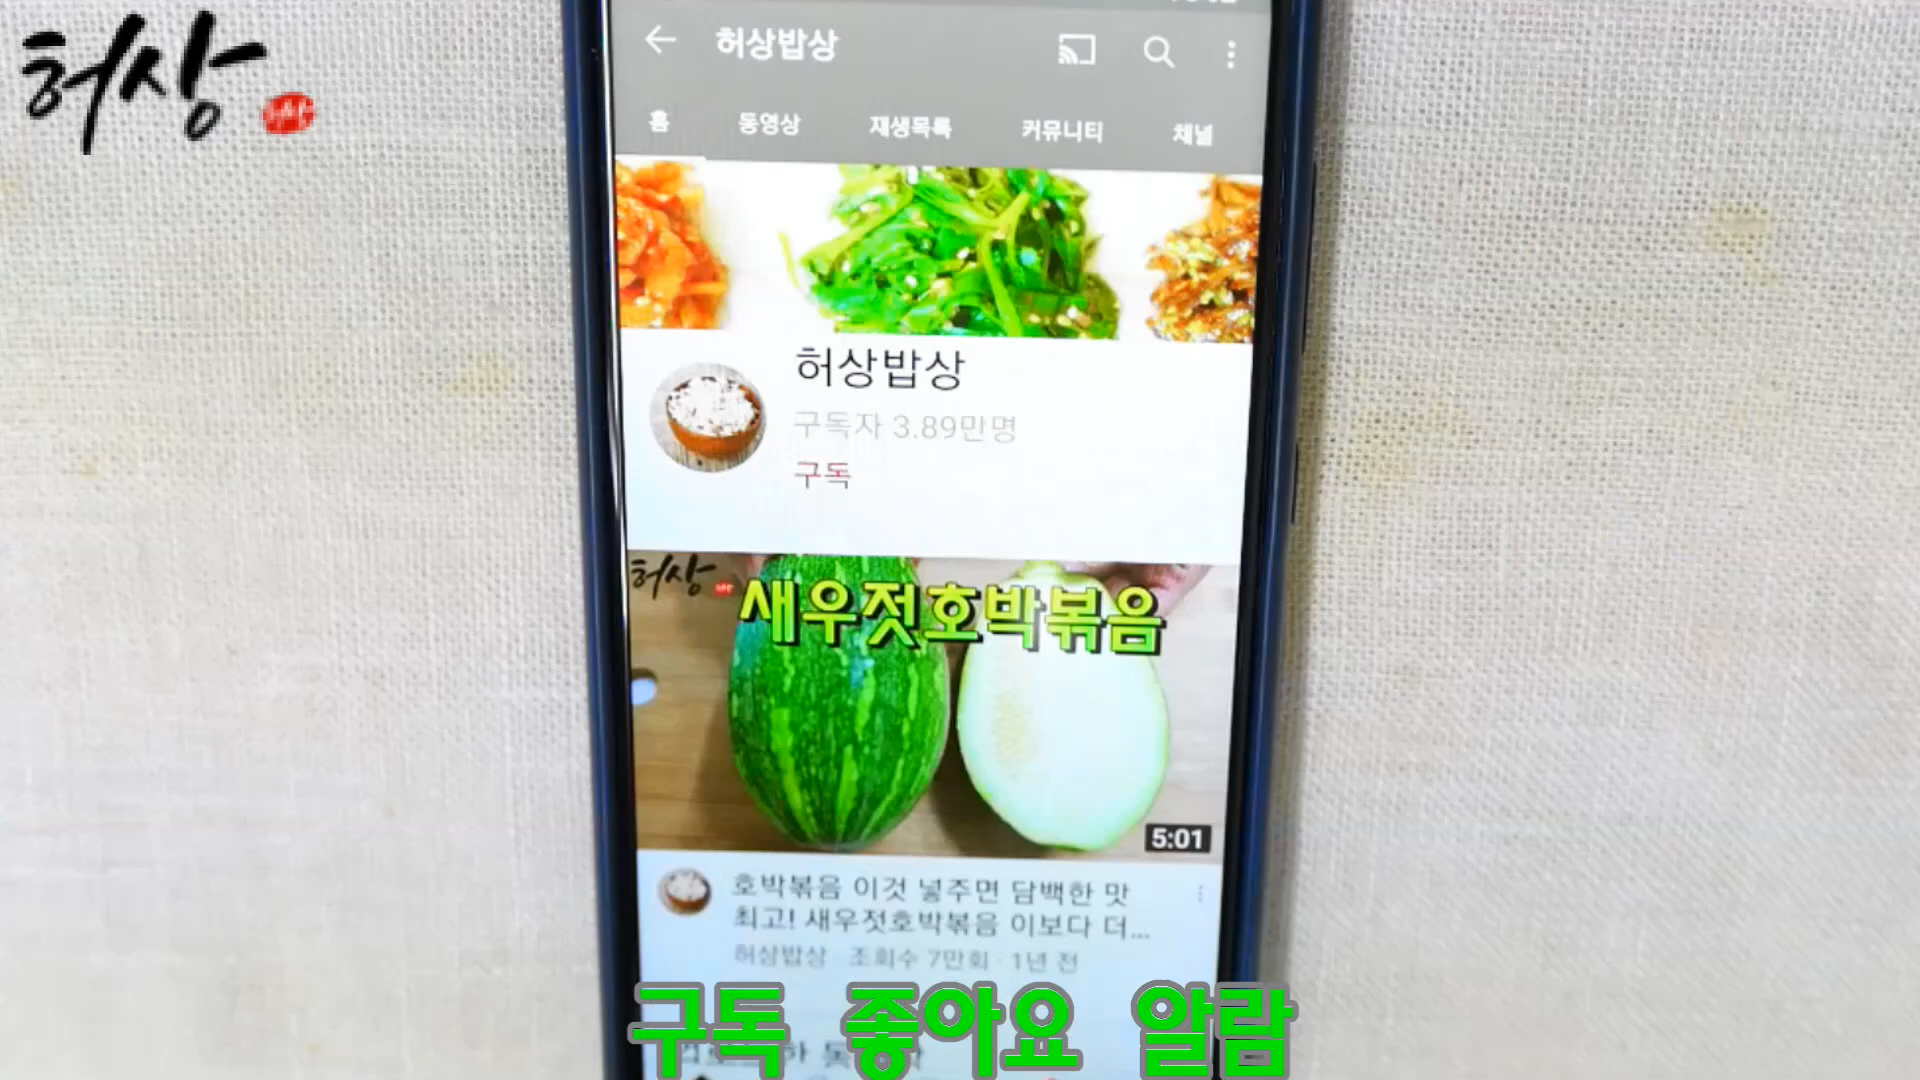 허상
허상
허상밥상
홈 동영상 재생목록 커뮤니티 채널
허상밥상
구독자 3.89만명
구독
허상
새우젓호박볶음
5:01
호박볶음 이것 넣주면 담백한 맛
최고! 새우젓호박볶음 이보다 더...
허상밥상 · 조회수 7만회 · 1년 전
구독 좋아요 알람